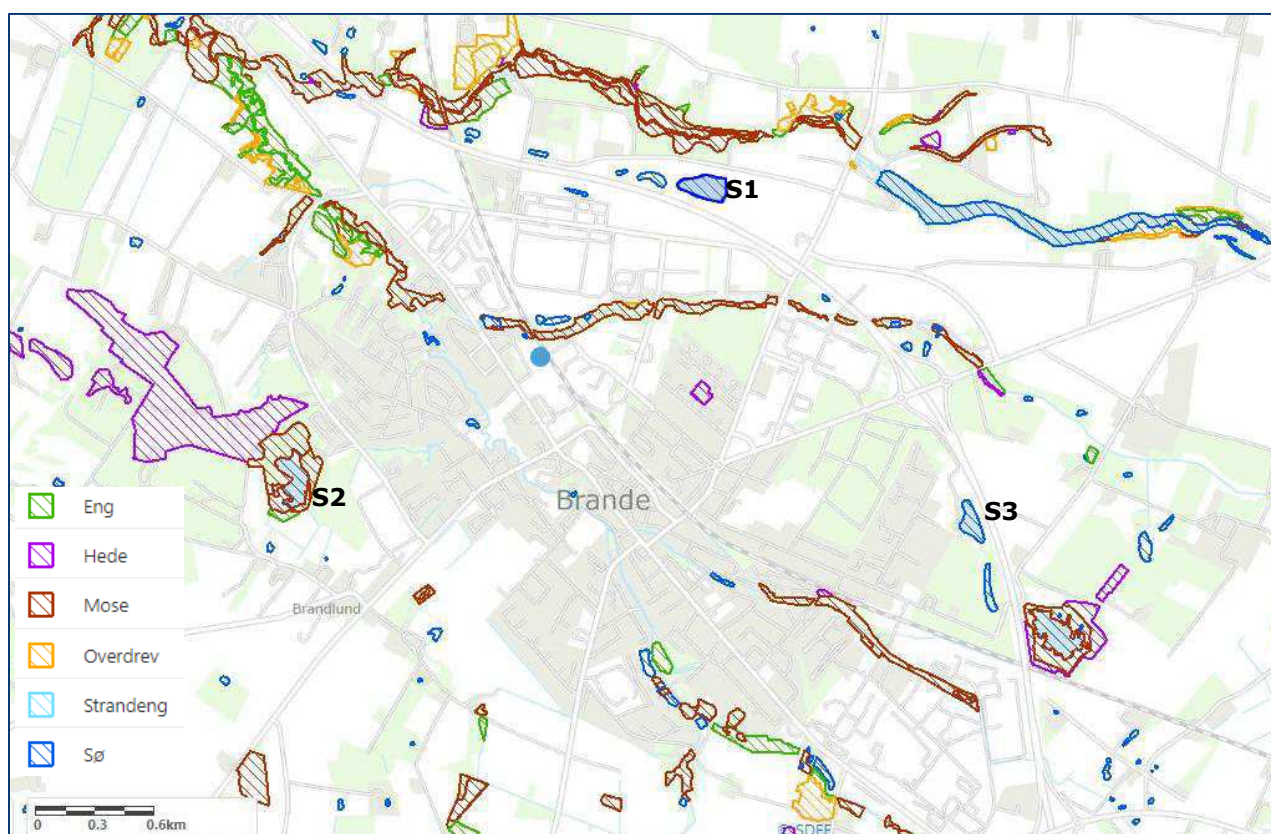 S1
S2
S3
Brande
Brandlund
Eng
Hede
Mose
Overdrev
Strandeng
Sø
0 0.3 0.6km